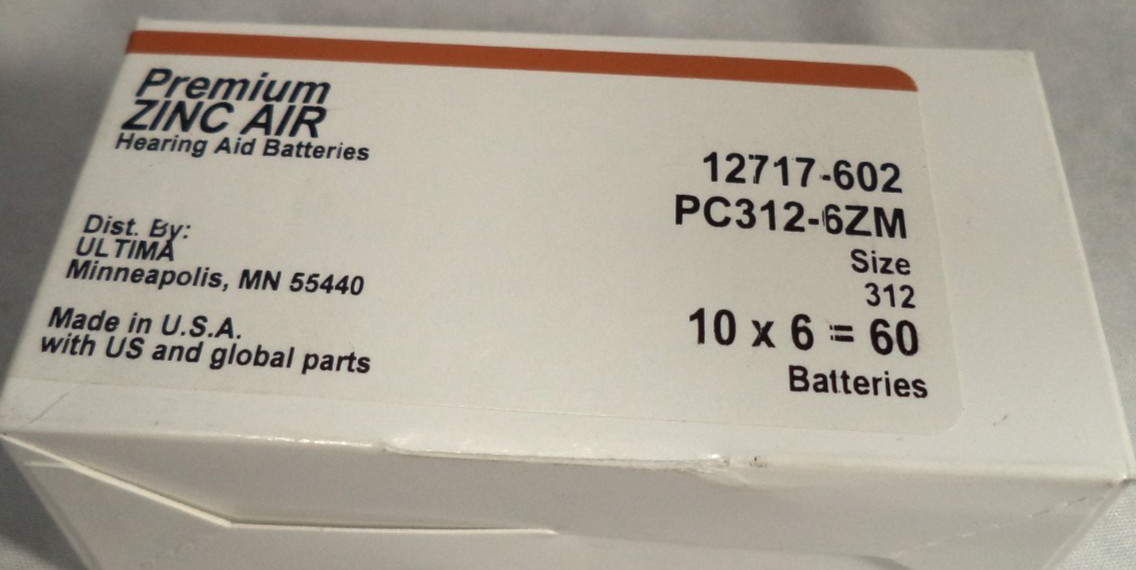 Premium
ZINC AIR
Hearing Aid Batteries
Dist. By:
ULTIMA
Minneapolis, MN 55440
Made in U.S.A.
with US and global parts
12717-602
PC312-6ZM
Size
312
10 x 6 = 60
Batteries